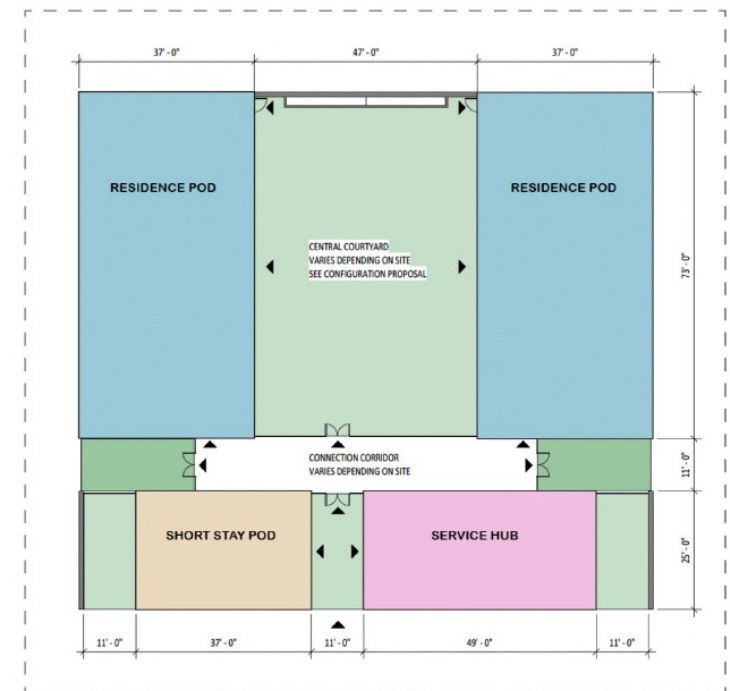 37' - 0"
47' - 0"
37' - 0"
RESIDENCE POD
RESIDENCE POD
CENTRAL COURTYARD
VARIES DEPENDING ON SITE
SEE CONFIGURATION PROPOSAL
73' - 0"
CONNECTION CORRIDOR
VARIES DEPENDING ON SITE
11' - 0"
SHORT STAY POD
SERVICE HUB
25' - 0"
11' - 0"
37' - 0"
11' - 0"
49' - 0"
11' - 0"